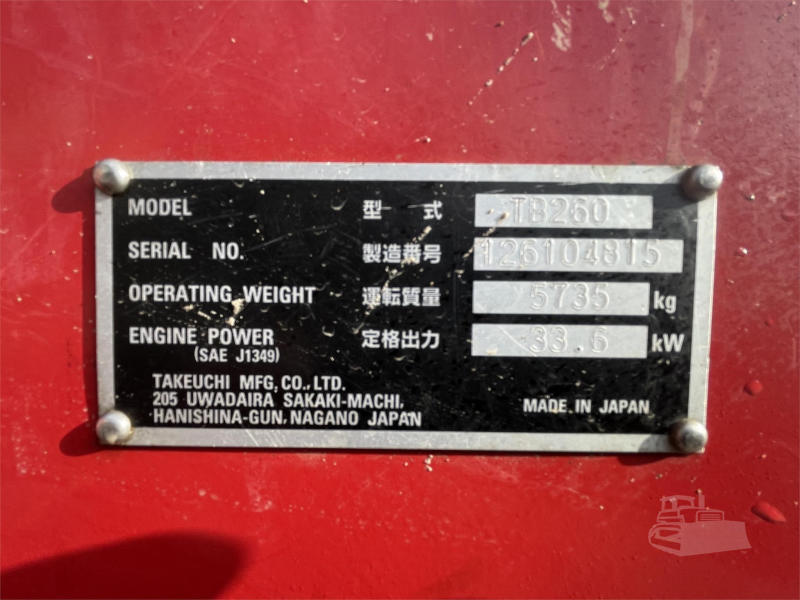 MODEL 型 式 TB260
SERIAL NO. 製造番号 126104815
OPERATING WEIGHT 運転質量 5735 kg
ENGINE POWER 定格出力 33.6 kW
(SAE J1349)
TAKEUCHI MFG, CO., LTD.
205 UWADAIRA SAKAKI-MACHI,
HANISHINA-GUN, NAGANO JAPAN
MADE IN JAPAN